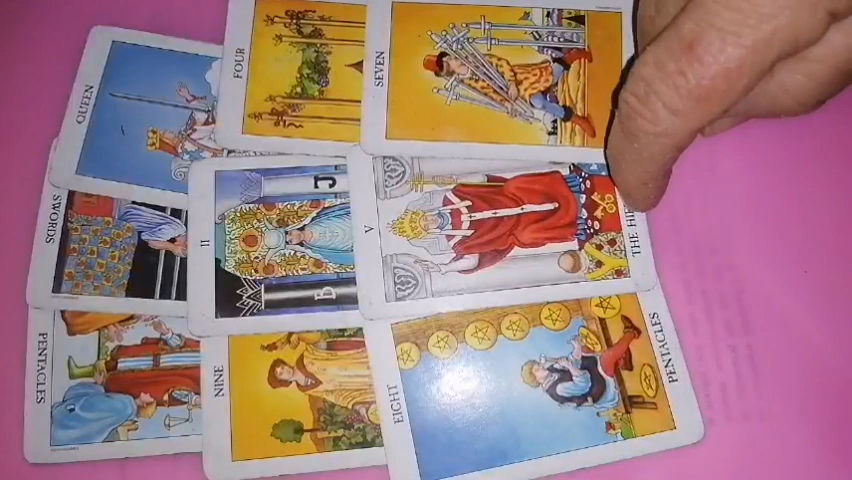 QUEEN
FOUR
SEVEN
SWORDS
II
J
B
V
THE HI
PENTACLES
NINE
EIGHT
PENTACLES